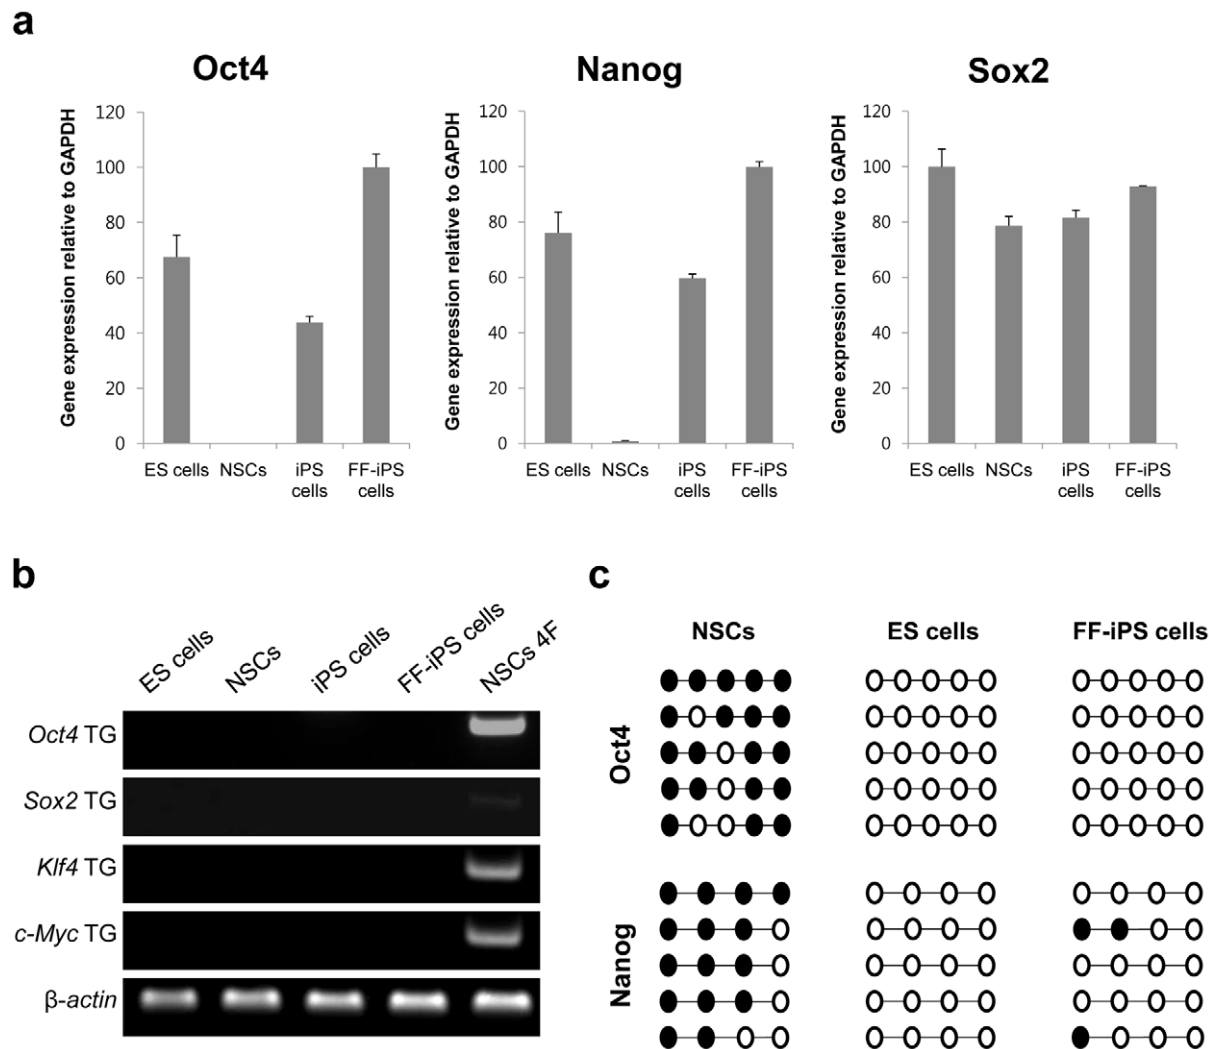 a
Oct4
Nanog
Sox2
Gene expression relative to GAPDH
120
100
80
60
40
20
0
ES cells NSCs iPS cells FF-iPS cells
Gene expression relative to GAPDH
120
100
80
60
40
20
0
ES cells NSCs iPS cells FF-iPS cells
Gene expression relative to GAPDH
120
100
80
60
40
20
0
ES cells NSCs iPS cells FF-iPS cells
b
ES cells
NSCs
iPS cells
FF-iPS cells
NSCs 4F
Oct4 TG
Sox2 TG
Klf4 TG
c-Myc TG
β-actin
c
NSCs
ES cells
FF-iPS cells
Oct4
Nanog